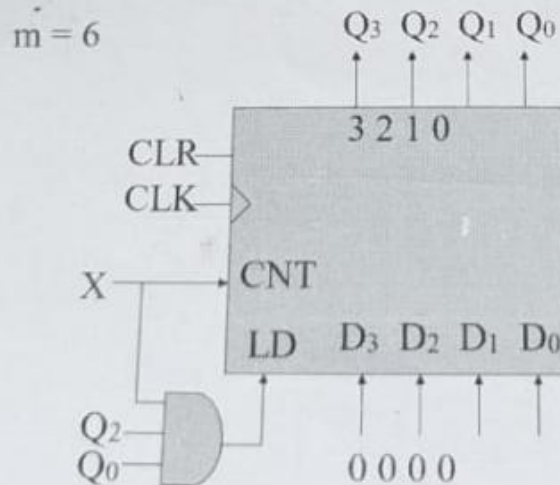 m = 6
Q3 Q2 Q1 Q0
3 2 1 0
CLR
CLK
X
CNT
LD D3 D2 D1 D0
Q2
Q0
0 0 0 0